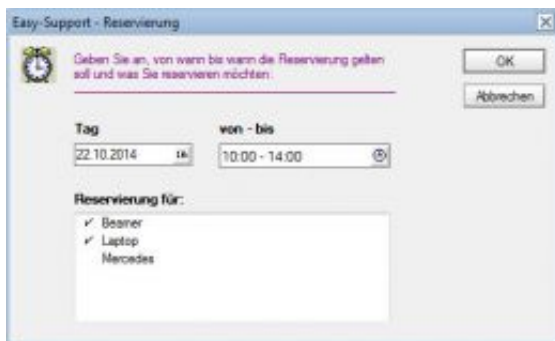 Easy-Support - Reservierung
Geben Sie an, von wann bis wann die Reservierung gelten
soll und was Sie reservieren möchten.
OK
Abbrechen
Tag
von - bis
22.10.2014
10:00 - 14:00
Reservierung für:
Beamer
Laptop
Mercedes